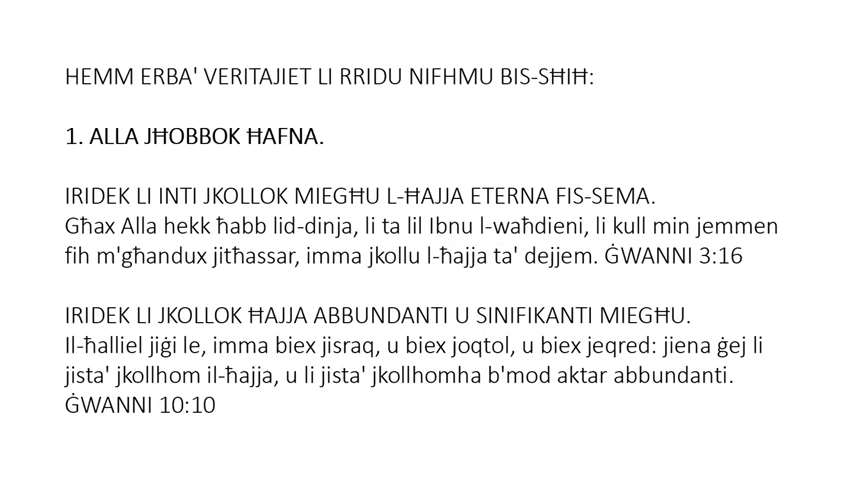 HEMM ERBA' VERITAJIET LI RRIDU NIFHMU BIS-SĦIĦ:
1. ALLA JĦOBBOK ĦAFNA.
IRIDEK LI INTI JKOLLOK MIEGĦU L-ĦAJJA ETERNA FIS-SEMA.
Għax Alla hekk ħabb lid-dinja, li ta lil Ibnu l-waħdieni, li kull min jemmen
fih m'għandux jitħassar, imma jkollu l-ħajja ta' dejjem. ĠWANNI 3:16
IRIDEK LI JKOLLOK ĦAJJA ABBUNDANTI U SINIFIKANTI MIEGĦU.
Il-ħalliel jiġi le, imma biex jisraq, u biex joqtol, u biex jeqred: jiena ġej li
jista' jkollhom il-ħajja, u li jista' jkollhomha b'mod aktar abbundanti.
ĠWANNI 10:10